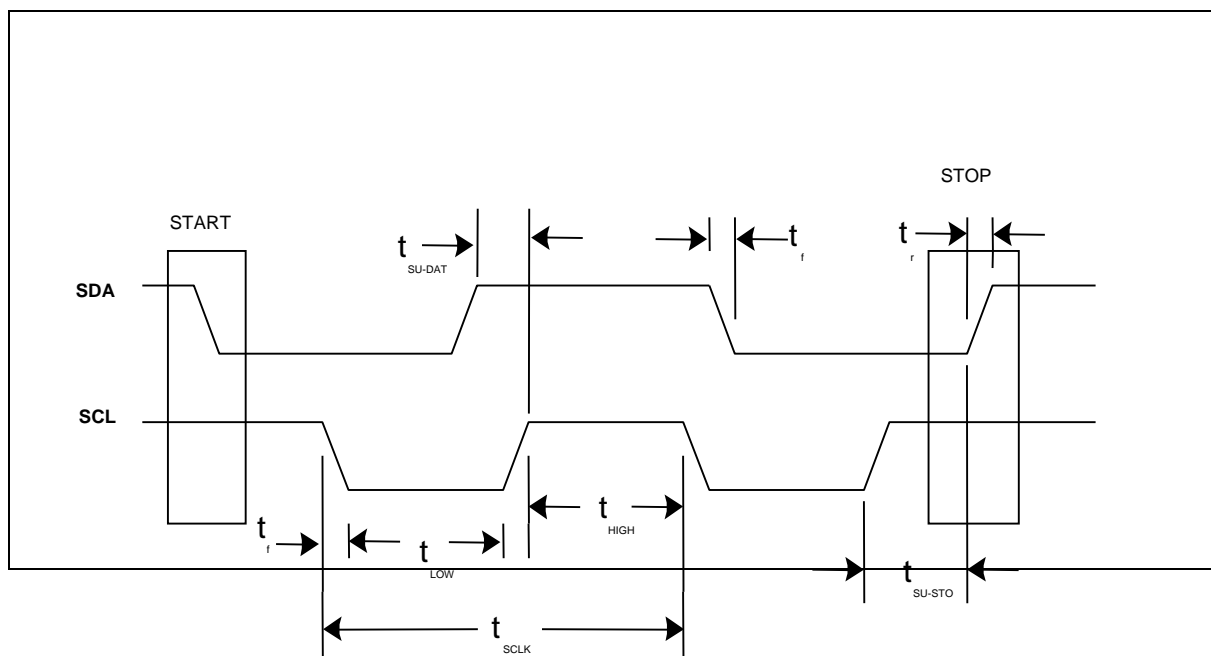 STOP
START
t SU-DAT
t f
t r
SDA
SCL
t HIGH
t f
t LOW
t SU-STO
t SCLK